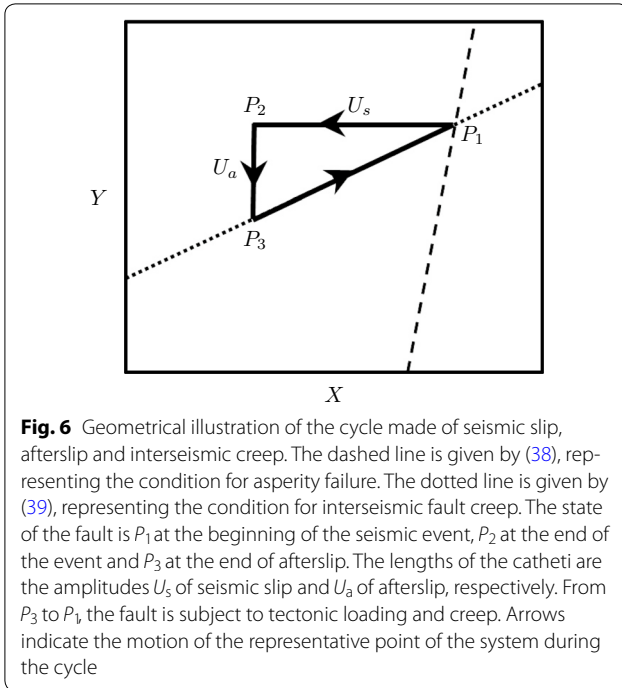 P₂
Uₛ
P₁
Uₐ
Y
P₃
X
Fig. 6 Geometrical illustration of the cycle made of seismic slip,
afterslip and interseismic creep. The dashed line is given by (38), rep-
resenting the condition for asperity failure. The dotted line is given by
(39), representing the condition for interseismic fault creep. The state
of the fault is P₁ at the beginning of the seismic event, P₂ at the end of
the event and P₃ at the end of afterslip. The lengths of the catheti are
the amplitudes Uₛ of seismic slip and Uₐ of afterslip, respectively. From
P₃ to P₁, the fault is subject to tectonic loading and creep. Arrows
indicate the motion of the representative point of the system during
the cycle